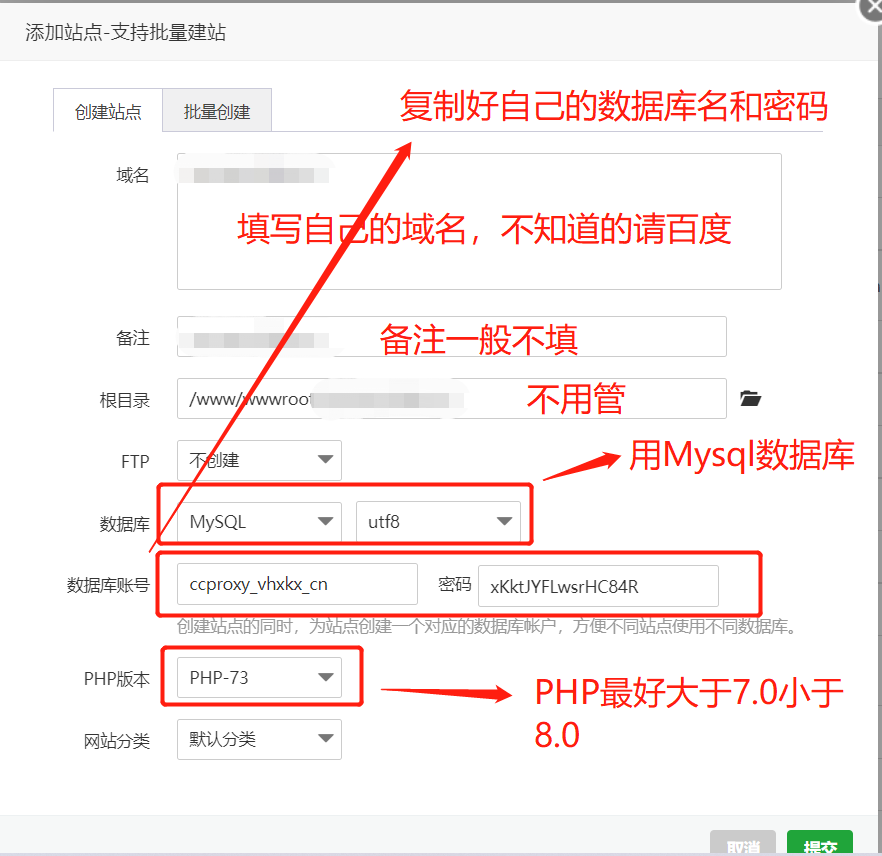 添加站点-支持批量建站
创建站点 批量创建
复制好自己的数据库名和密码
域名
填写自己的域名，不知道的请百度
备注 备注一般不填
根目录 /www/wwwroot 不用管
FTP 不创建
用Mysql数据库
数据库 MySQL utf8
数据库账号 ccproxy_vhxkx_cn 密码 xKktJYFLwsrHC84R
创建站点的同时，为站点创建一个对应的数据库帐户，方便不同站点使用不同数据库。
PHP版本 PHP-73
PHP最好大于7.0小于
8.0
网站分类 默认分类
取消 提交